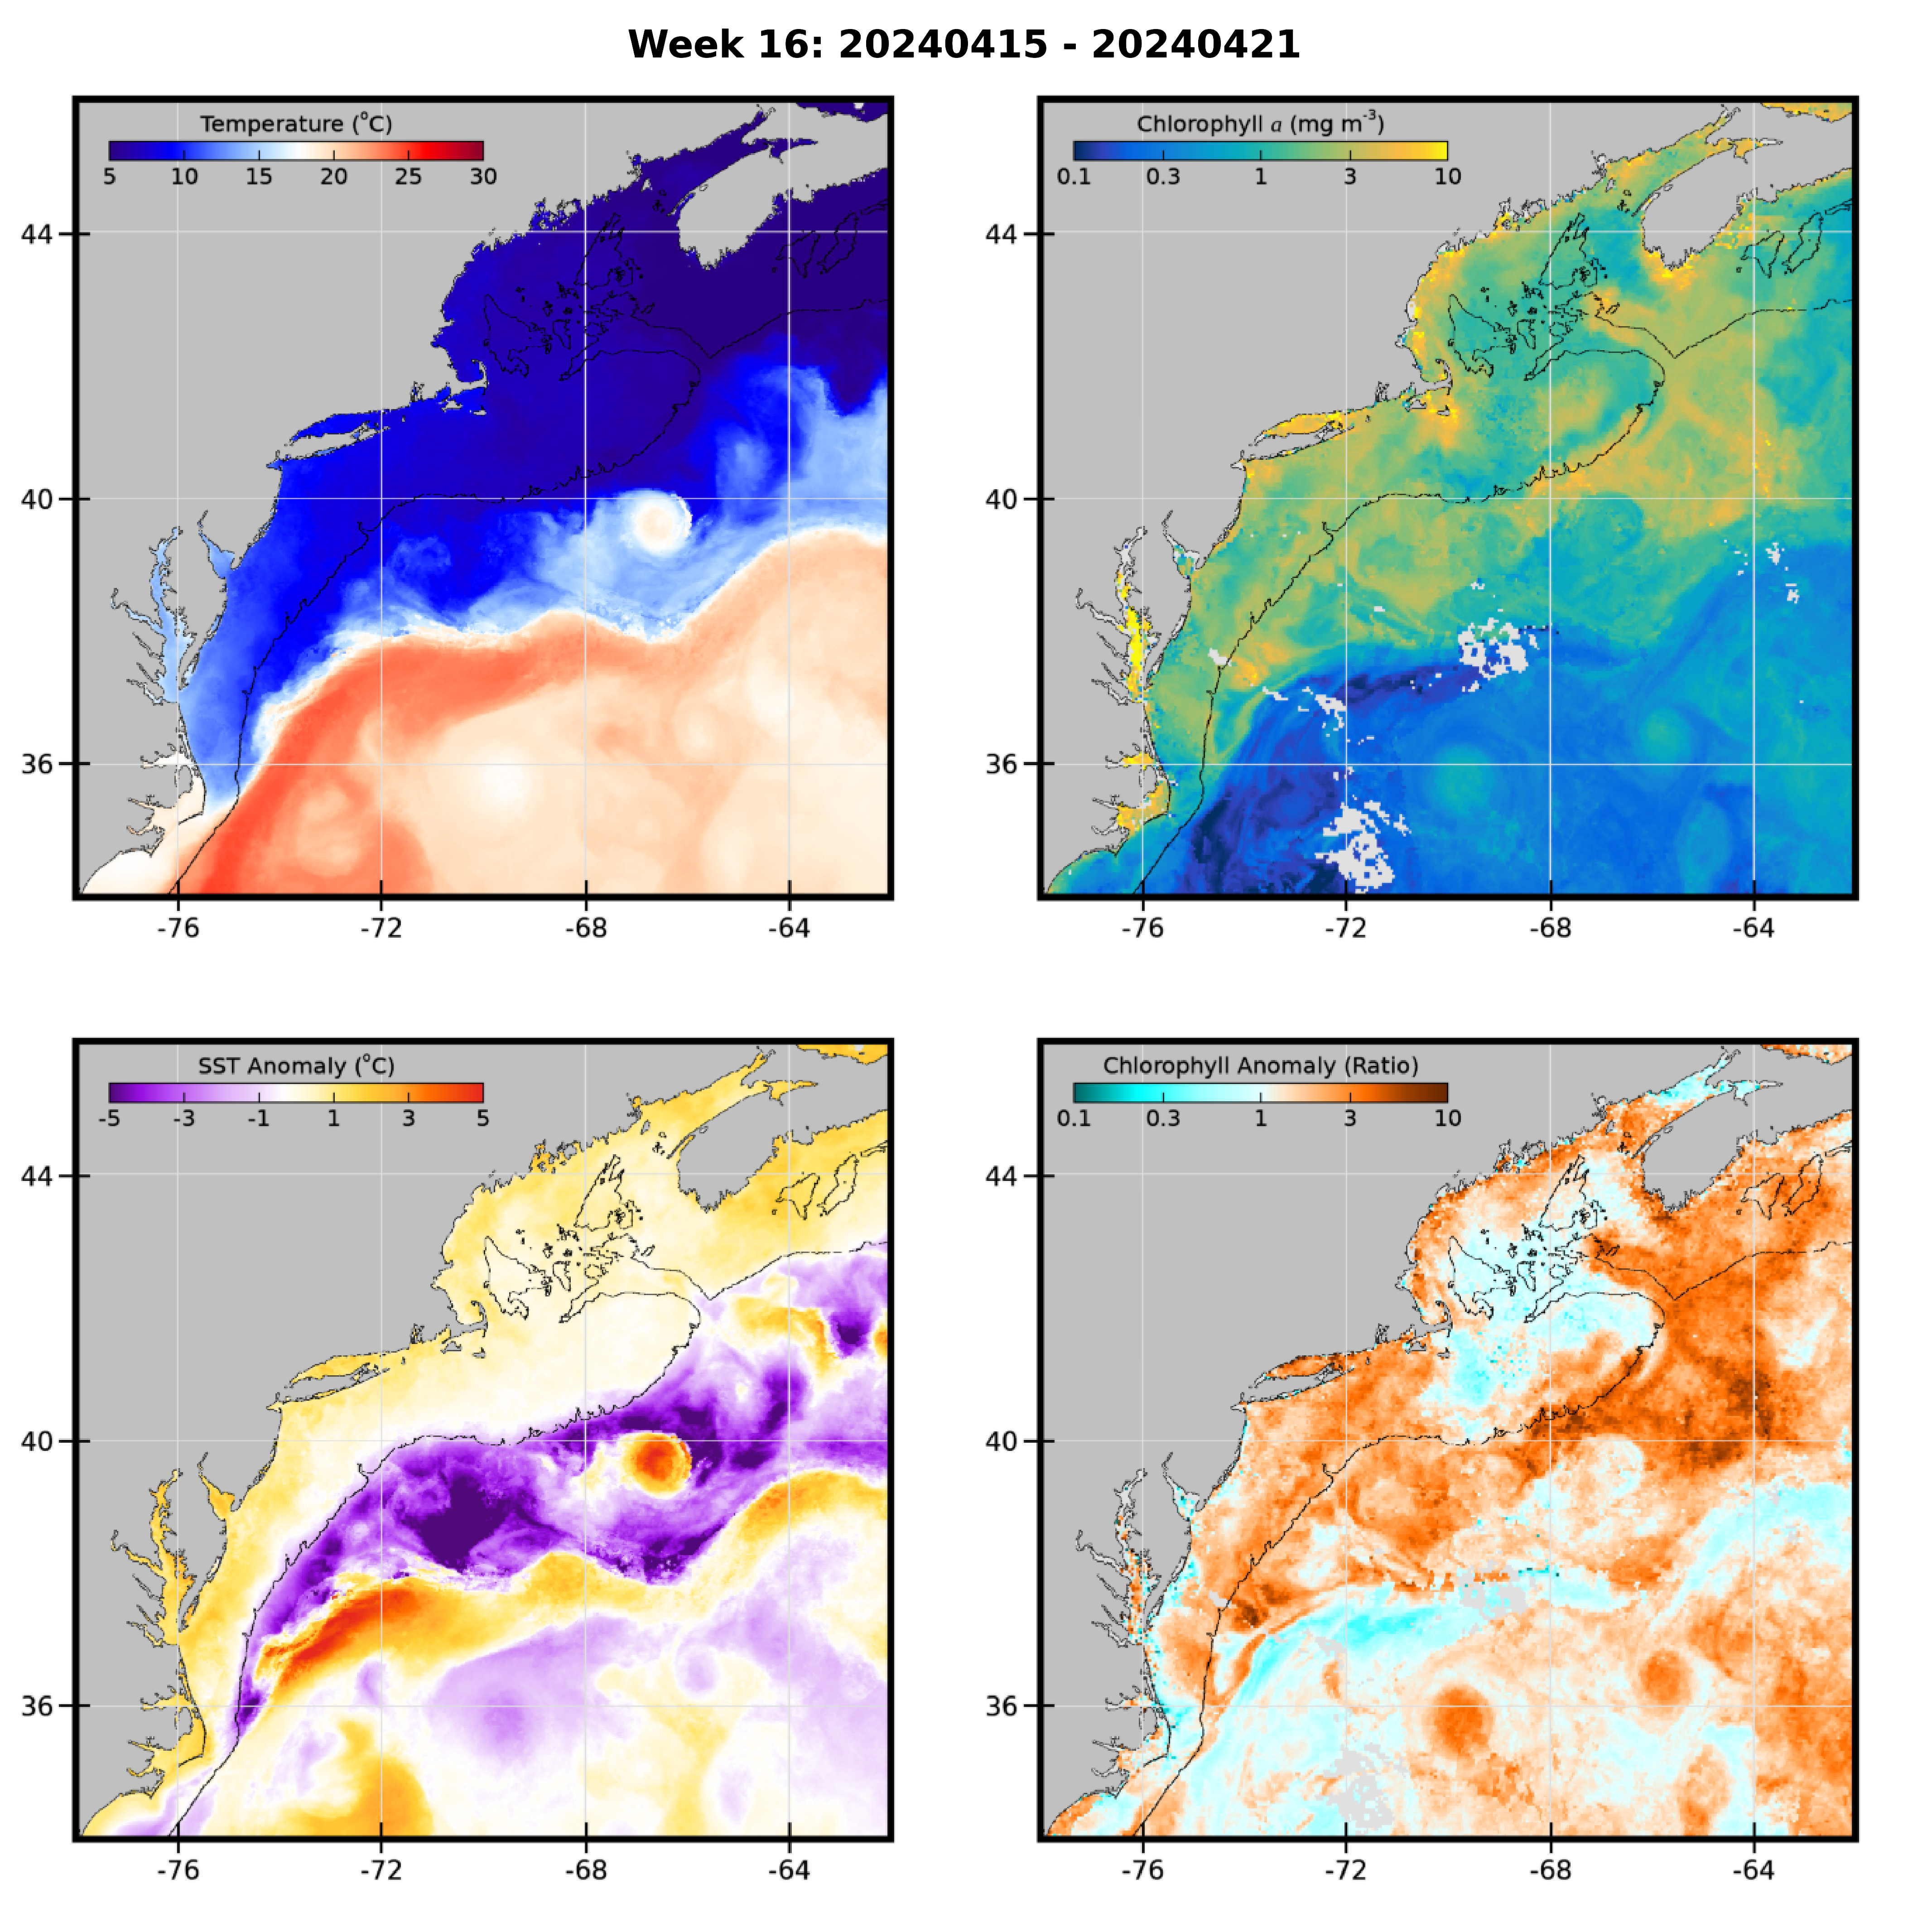 Week 16: 20240415 - 20240421
Temperature (°C)
5 10 15 20 25 30
44
40
36
-76 -72 -68 -64
Chlorophyll a (mg m⁻³)
0.1 0.3 1 3 10
44
40
36
-76 -72 -68 -64
SST Anomaly (°C)
-5 -3 -1 1 3 5
44
40
36
-76 -72 -68 -64
Chlorophyll Anomaly (Ratio)
0.1 0.3 1 3 10
44
40
36
-76 -72 -68 -64